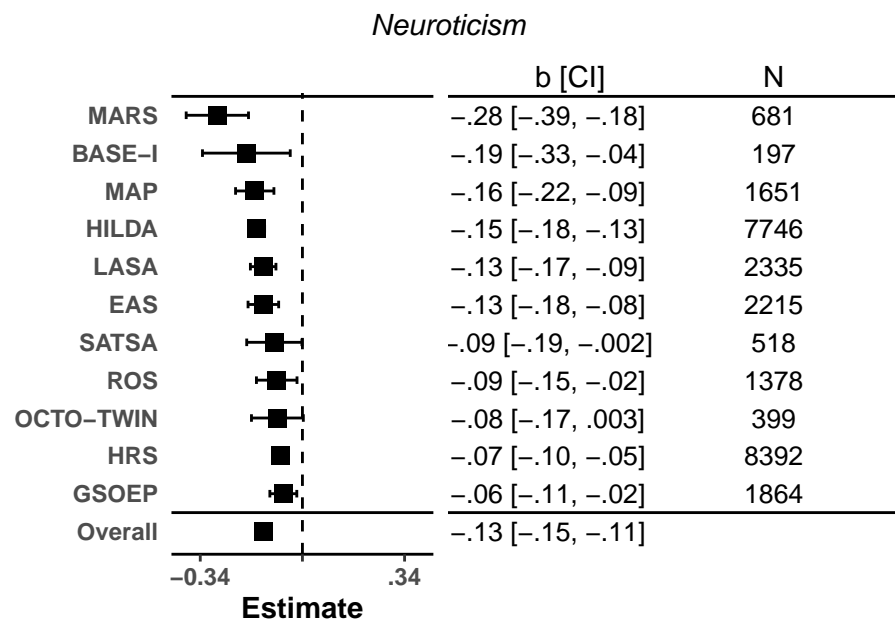 Neuroticism
b [CI] N
MARS −.28 [−.39, −.18] 681
BASE−I −.19 [−.33, −.04] 197
MAP −.16 [−.22, −.09] 1651
HILDA −.15 [−.18, −.13] 7746
LASA −.13 [−.17, −.09] 2335
EAS −.13 [−.18, −.08] 2215
SATSA -.09 [−.19, −.002] 518
ROS −.09 [−.15, −.02] 1378
OCTO−TWIN −.08 [−.17, .003] 399
HRS −.07 [−.10, −.05] 8392
GSOEP −.06 [−.11, −.02] 1864
Overall −.13 [−.15, −.11]
−0.34 .34
Estimate